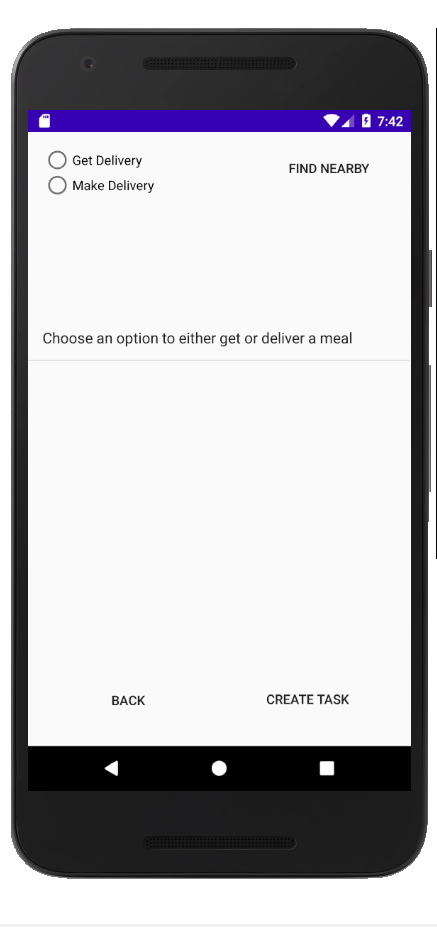 7:42
Get Delivery
FIND NEARBY
Make Delivery
Choose an option to either get or deliver a meal
BACK
CREATE TASK